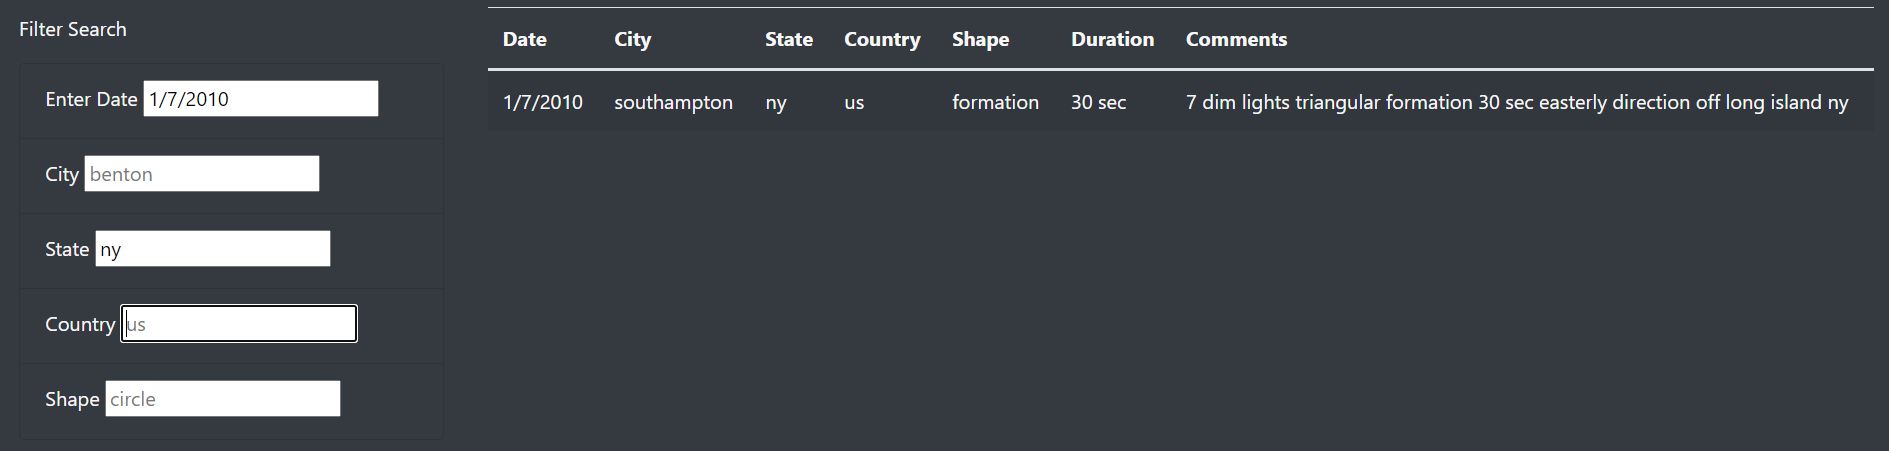 Filter Search
Enter Date 1/7/2010
City benton
State ny
Country us
Shape circle
Date City State Country Shape Duration Comments
1/7/2010 southampton ny us formation 30 sec 7 dim lights triangular formation 30 sec easterly direction off long island ny